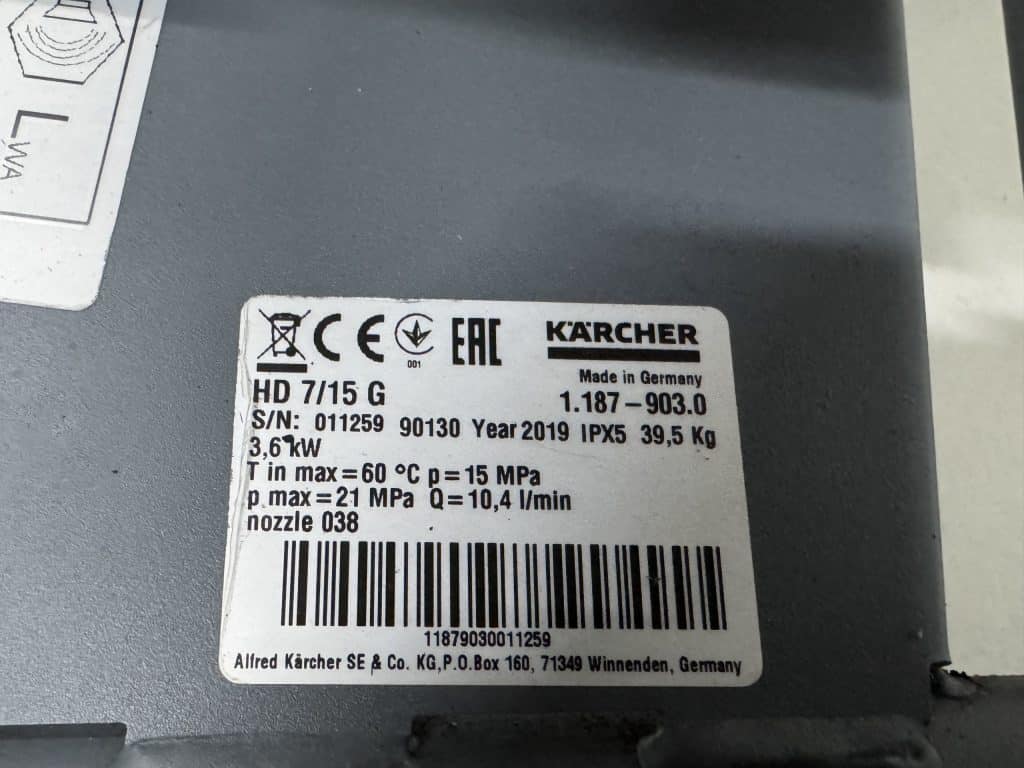 LWA
001
EAC
KÄRCHER
Made in Germany
HD 7/15 G
1.187-903.0
S/N: 011259 90130 Year 2019 IPX5 39,5 Kg
3,6 kW
T in max=60 °C p=15 MPa
p max=21 MPa Q=10,4 l/min
nozzle 038
11879030011259
Alfred Kärcher SE & Co. KG,P.O.Box 160, 71349 Winnenden, Germany